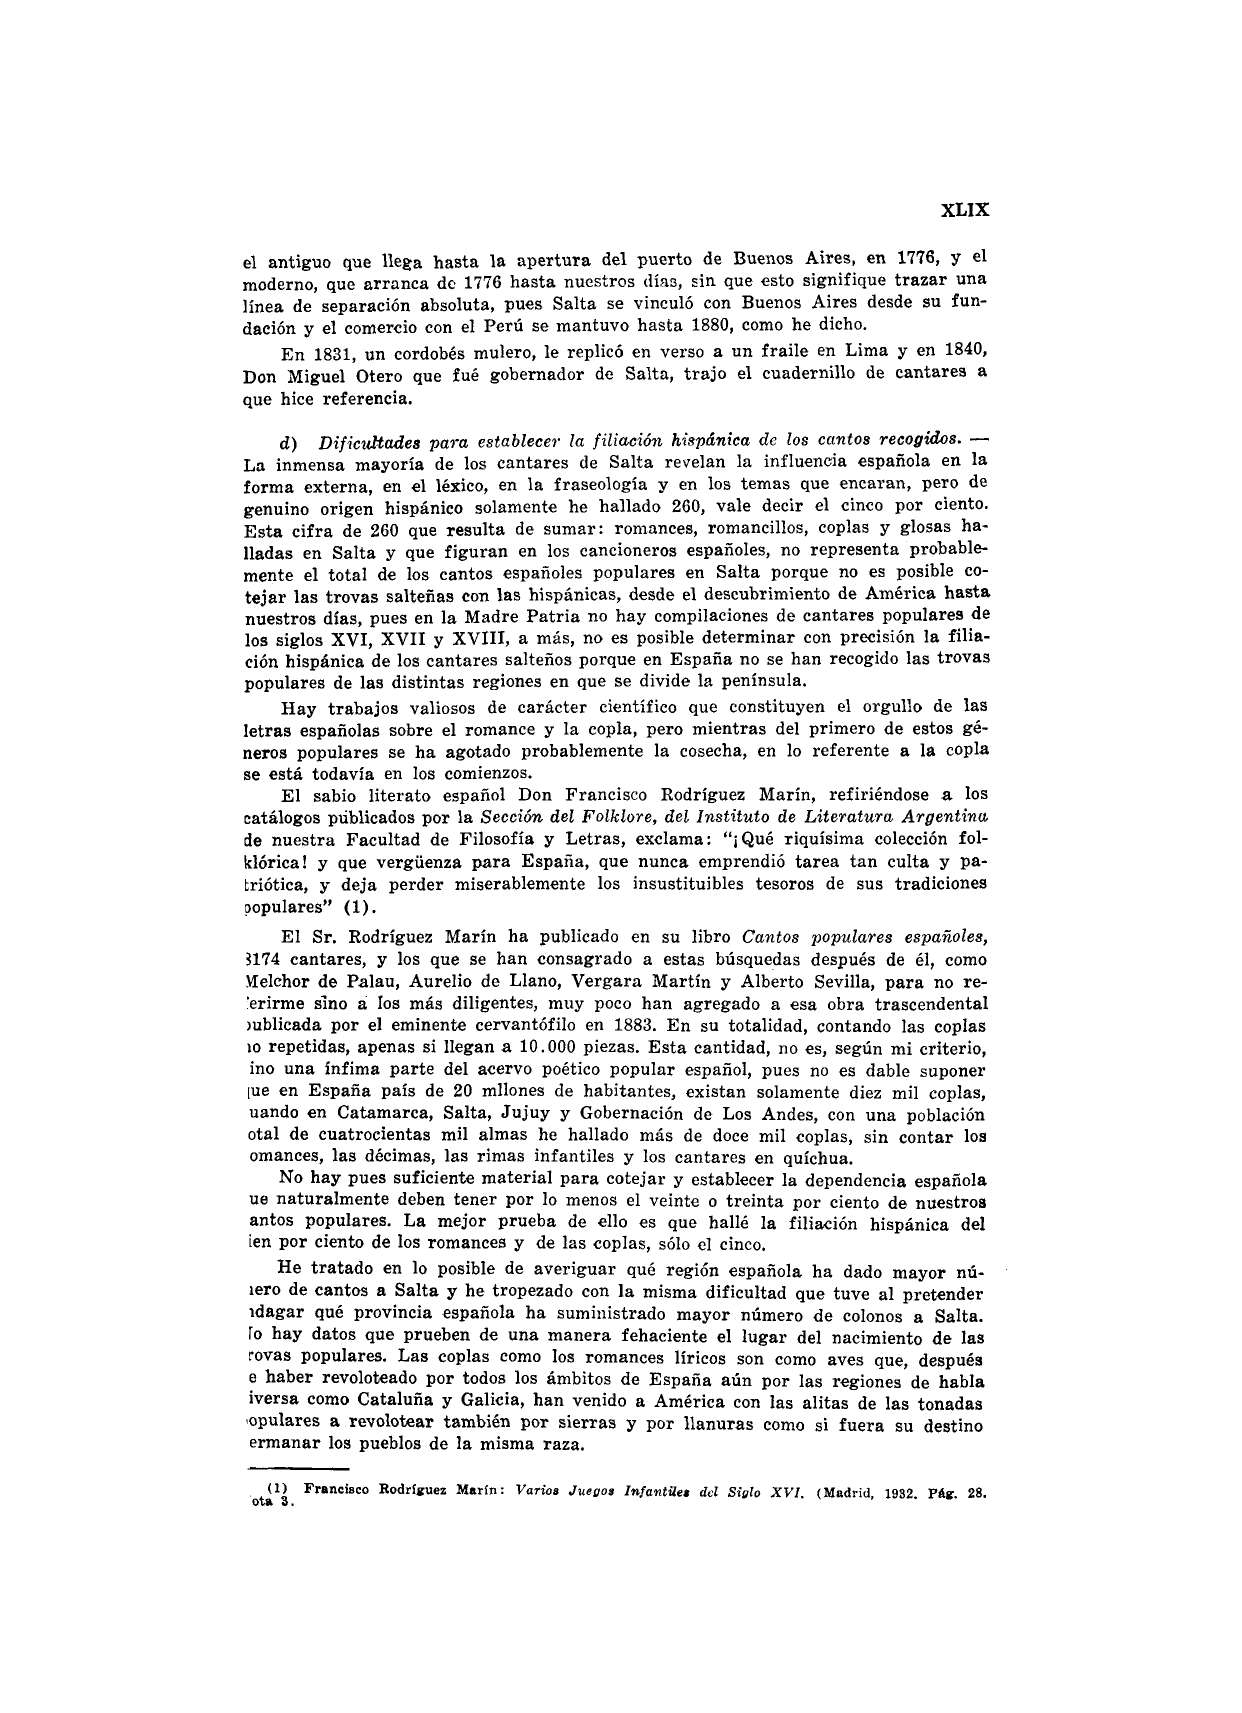 XLIX
el antiguo que llega hasta la apertura del puerto de Buenos Aires, en 1776, y el
moderno, que arranca de 1776 hasta nuestros días, sin que esto signifique trazar una
línea de separación absoluta, pues Salta se vinculó con Buenos Aires desde su fun-
dación y el comercio con el Perú se mantuvo hasta 1880, como he dicho.
En 1831, un cordobés mulero, le replicó en verso a un fraile en Lima y en 1840,
Don Miguel Otero que fué gobernador de Salta, trajo el cuadernillo de cantares a
que hice referencia.
d) Dificultades para establecer la filiación hispánica de los cantos recogidos. —
La inmensa mayoría de los cantares de Salta revelan la influencia española en la
forma externa, en el léxico, en la fraseología y en los temas que encaran, pero de
genuino origen hispánico solamente he hallado 260, vale decir el cinco por ciento.
Esta cifra de 260 que resulta de sumar: romances, romancillos, coplas y glosas ha-
lladas en Salta y que figuran en los cancioneros españoles, no representa probable-
mente el total de los cantos españoles populares en Salta porque no es posible co-
tejar las trovas salteñas con las hispánicas, desde el descubrimiento de América hasta
nuestros días, pues en la Madre Patria no hay compilaciones de cantares populares de
los siglos XVI, XVII y XVIII, a más, no es posible determinar con precisión la filia-
ción hispánica de los cantares salteños porque en España no se han recogido las trovas
populares de las distintas regiones en que se divide la península.
Hay trabajos valiosos de carácter científico que constituyen el orgullo de las
letras españolas sobre el romance y la copla, pero mientras del primero de estos gé-
neros populares se ha agotado probablemente la cosecha, en lo referente a la copla
se está todavía en los comienzos.
El sabio literato español Don Francisco Rodríguez Marín, refiriéndose a los
catálogos publicados por la Sección del Folklore, del Instituto de Literatura Argentina
de nuestra Facultad de Filosofía y Letras, exclama: "¡Qué riquísima colección fol-
klórica! y que vergüenza para España, que nunca emprendió tarea tan culta y pa-
triótica, y deja perder miserablemente los insustituibles tesoros de sus tradiciones
populares" (1).
El Sr. Rodríguez Marín ha publicado en su libro Cantos populares españoles,
8174 cantares, y los que se han consagrado a estas búsquedas después de él, como
Melchor de Palau, Aurelio de Llano, Vergara Martín y Alberto Sevilla, para no re-
ferirme sino a los más diligentes, muy poco han agregado a esa obra trascendental
publicada por el eminente cervantófilo en 1883. En su totalidad, contando las coplas
no repetidas, apenas si llegan a 10.000 piezas. Esta cantidad, no es, según mi criterio,
ino una ínfima parte del acervo poético popular español, pues no es dable suponer
que en España país de 20 mllones de habitantes, existan solamente diez mil coplas,
uando en Catamarca, Salta, Jujuy y Gobernación de Los Andes, con una población
otal de cuatrocientas mil almas he hallado más de doce mil coplas, sin contar los
omances, las décimas, las rimas infantiles y los cantares en quíchua.
No hay pues suficiente material para cotejar y establecer la dependencia española
ue naturalmente deben tener por lo menos el veinte o treinta por ciento de nuestros
antos populares. La mejor prueba de ello es que hallé la filiación hispánica del
ien por ciento de los romances y de las coplas, sólo el cinco.
He tratado en lo posible de averiguar qué región española ha dado mayor nú-
mero de cantos a Salta y he tropezado con la misma dificultad que tuve al pretender
ndagar qué provincia española ha suministrado mayor número de colonos a Salta.
No hay datos que prueben de una manera fehaciente el lugar del nacimiento de las
rovas populares. Las coplas como los romances líricos son como aves que, después
e haber revoloteado por todos los ámbitos de España aún por las regiones de habla
iversa como Cataluña y Galicia, han venido a América con las alitas de las tonadas
opulares a revolotear también por sierras y por llanuras como si fuera su destino
ermanar los pueblos de la misma raza.
(1) Francisco Rodríguez Marín: Varios Juegos Infantiles del Siglo XVI. (Madrid, 1932. Pág. 28.
ota 3.